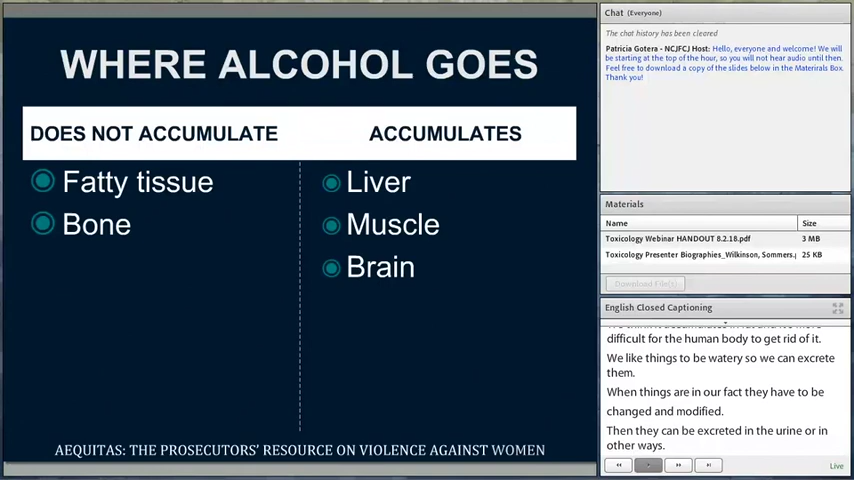 WHERE ALCOHOL GOES
DOES NOT ACCUMULATE
ACCUMULATES
Fatty tissue
Bone
Liver
Muscle
Brain
AEQUITAS: THE PROSECUTORS' RESOURCE ON VIOLENCE AGAINST WOMEN
Chat (Everyone)
The chat history has been cleared
Patricia Gotera - NCJFCJ Host: Hello, everyone and welcome! We will
be starting at the top of the hour, so you will not hear audio until then.
Feel free to download a copy of the slides below in the Materirals Box.
Thank you!
Materials
Name Size
Toxicology Webinar HANDOUT 8.2.18.pdf 3 MB
Toxicology Presenter Biographies_Wilkinson, Sommers.p 25 KB
Download File(s)
English Closed Captioning
difficult for the human body to get rid of it.
We like things to be watery so we can excrete
them.
When things are in our fact they have to be
changed and modified.
Then they can be excreted in the urine or in
other ways.
Live